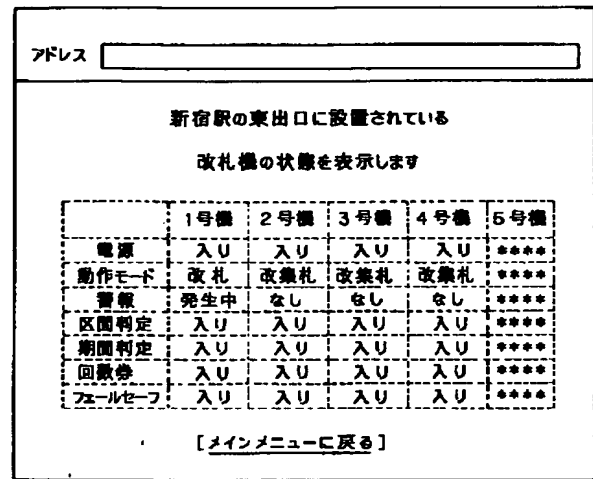 アドレス
新宿駅の東出口に設置されている
改札機の状態を表示します
1号機 2号機 3号機 4号機 5号機
電源 入り 入り 入り 入り ****
動作モード 改札 改集札 改集札 改集札 ****
警報 発生中 なし なし なし ****
区間判定 入り 入り 入り 入り ****
期間判定 入り 入り 入り 入り ****
回数券 入り 入り 入り 入り ****
フェールセーフ 入り 入り 入り 入り ****
[メインメニューに戻る]